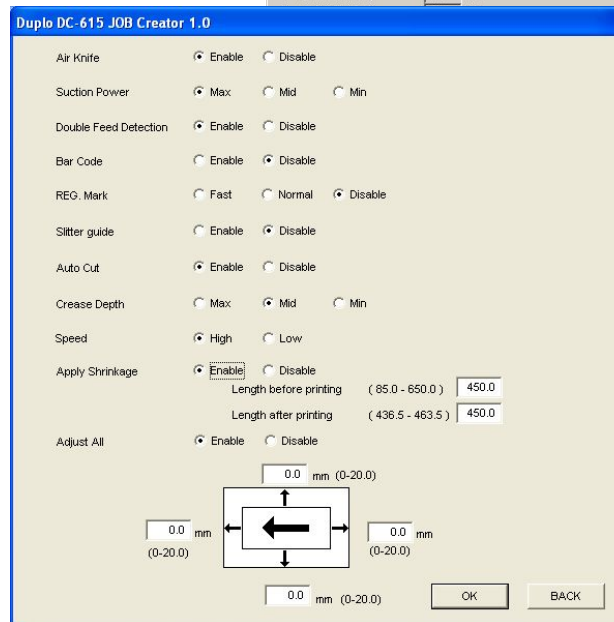 Duplo DC-615 JOB Creator 1.0
Air Knife Enable Disable
Suction Power Max Mid Min
Double Feed Detection Enable Disable
Bar Code Enable Disable
REG. Mark Fast Normal Disable
Slitter guide Enable Disable
Auto Cut Enable Disable
Crease Depth Max Mid Min
Speed High Low
Apply Shrinkage Enable Disable
Length before printing ( 85.0 - 650.0 ) 450.0
Length after printing ( 436.5 - 463.5 ) 450.0
Adjust All Enable Disable
0.0 mm (0-20.0)
0.0 mm 0.0 mm
(0-20.0) (0-20.0)
0.0 mm (0-20.0) OK BACK